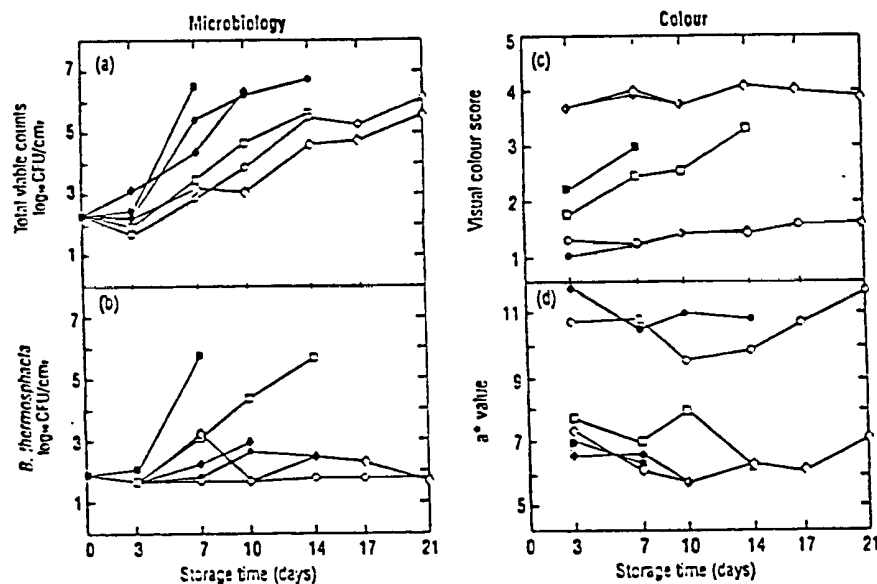 Microbiology
Colour
(a)
Total viable counts
log₁₀ CFU/cm²
7
5
3
1
(b)
B. thermosphacta
log₁₀ CFU/cm²
7
5
3
1
0 3 7 10 14 17 21
Storage time (days)
(c)
Visual colour score
5
4
3
2
1
(d)
a* value
11
9
7
5
0 3 7 10 14 17 21
Storage time (days)